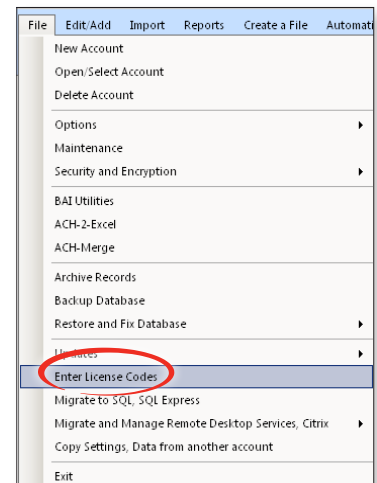 File Edit/Add Import Reports Create a File Automati
New Account
Open/Select Account
Delete Account
Options
Maintenance
Security and Encryption
BAI Utilities
ACH-2-Excel
ACH-Merge
Archive Records
Backup Database
Restore and Fix Database
Updates
Enter License Codes
Migrate to SQL, SQL Express
Migrate and Manage Remote Desktop Services, Citrix
Copy Settings, Data from another account
Exit